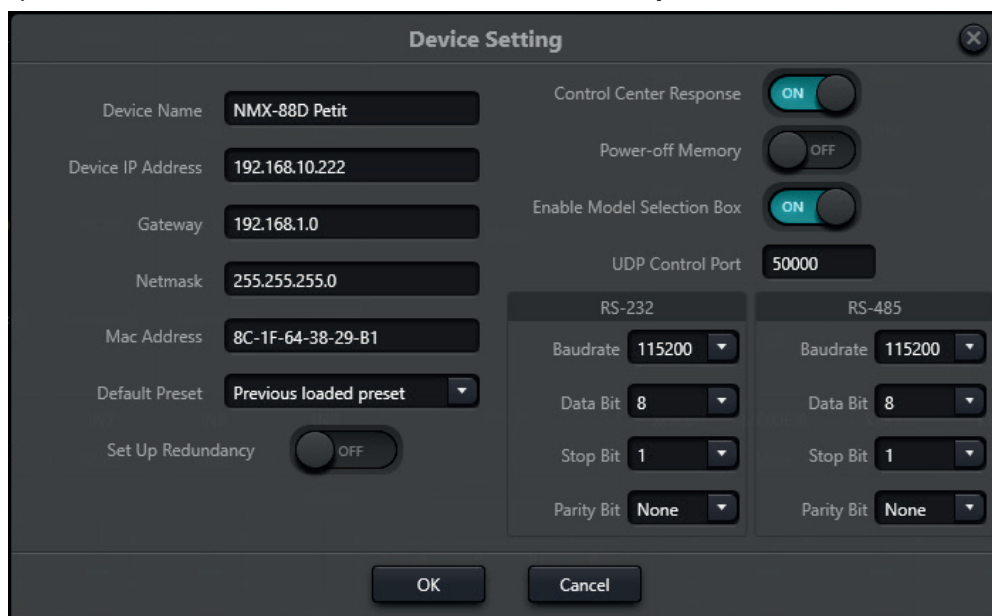 Device Setting
Device Name NMX-88D Petit
Device IP Address 192.168.10.222
Gateway 192.168.1.0
Netmask 255.255.255.0
Mac Address 8C-1F-64-38-29-B1
Default Preset Previous loaded preset
Set Up Redundancy OFF
Control Center Response ON
Power-off Memory OFF
Enable Model Selection Box ON
UDP Control Port 50000
RS-232
Baudrate 115200
Data Bit 8
Stop Bit 1
Parity Bit None
RS-485
Baudrate 115200
Data Bit 8
Stop Bit 1
Parity Bit None
OK
Cancel